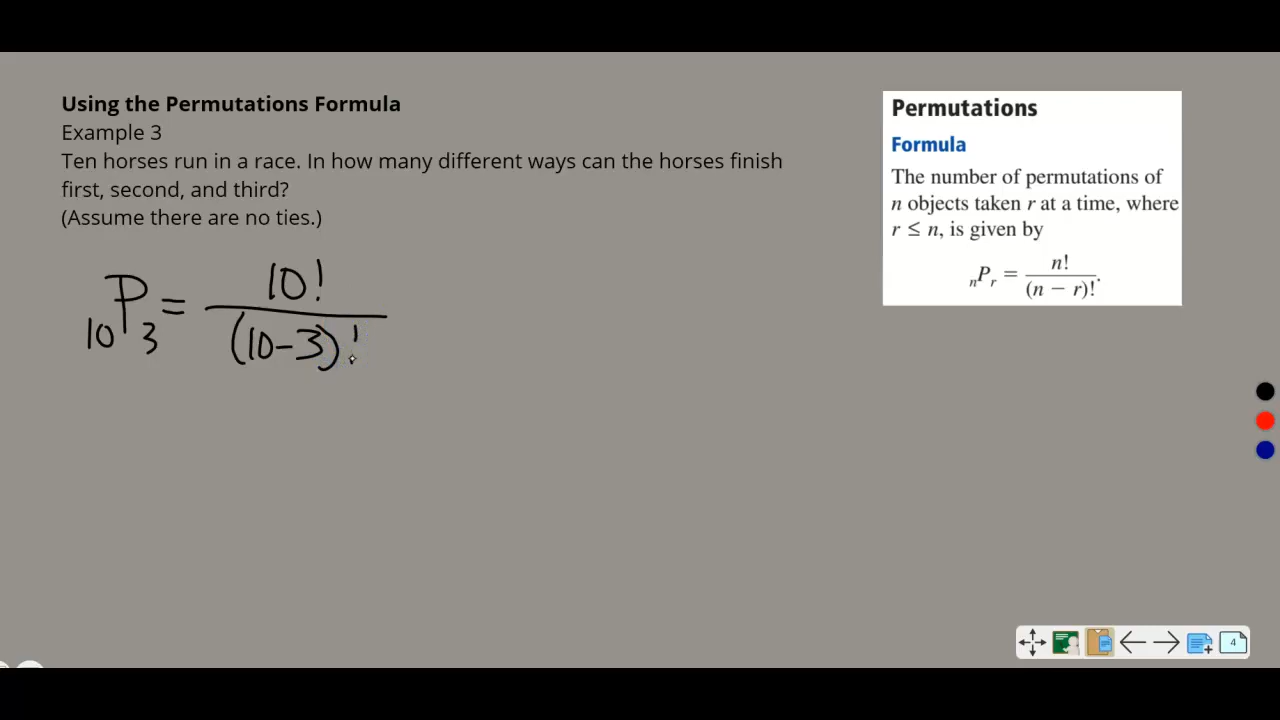 Using the Permutations Formula
Example 3
Ten horses run in a race. In how many different ways can the horses finish
first, second, and third?
(Assume there are no ties.)
10P3 = 10! / (10-3)!
Permutations
Formula
The number of permutations of
n objects taken r at a time, where
r ≤ n, is given by
nPr = n! / (n − r)!.
4